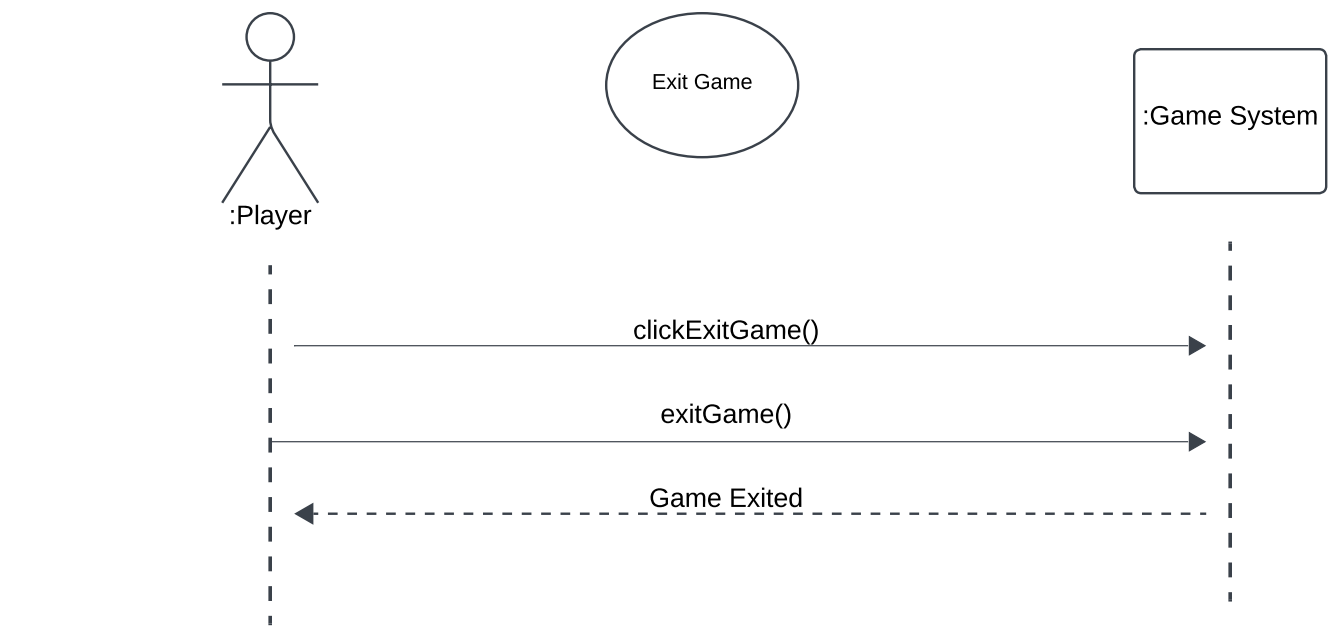 Exit Game
:Game System
:Player
clickExitGame()
exitGame()
Game Exited